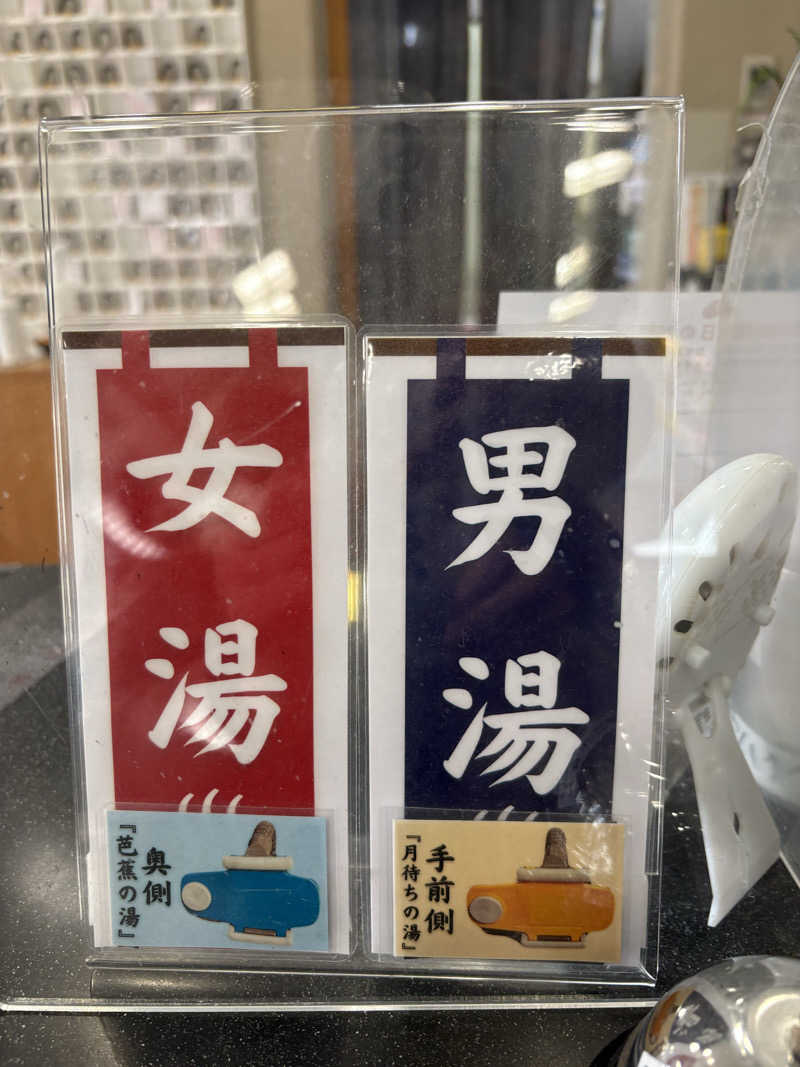 女湯
奥側
『芭蕉の湯』
男湯
手前側
『月待ちの湯』